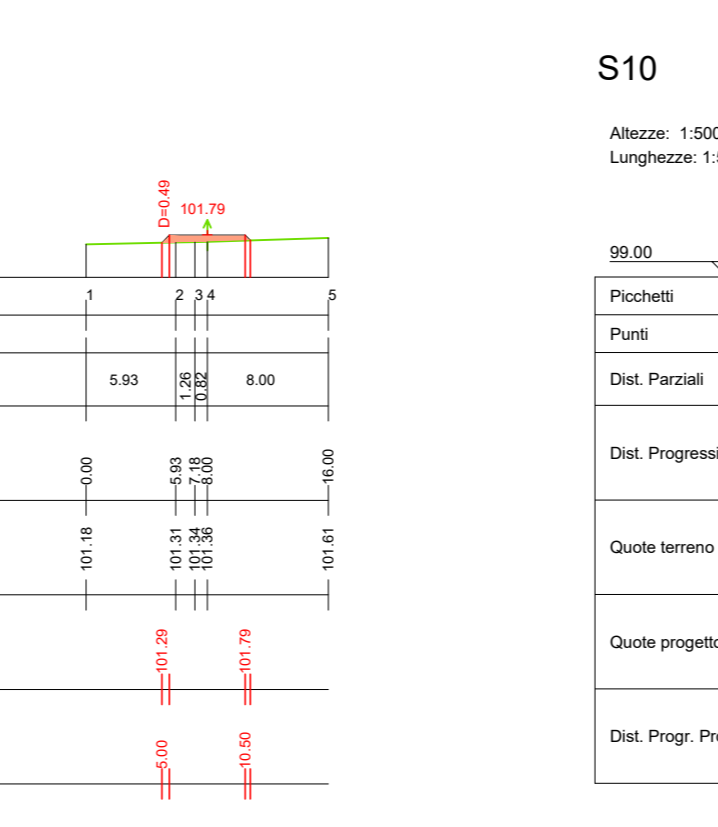 S10
Altezze: 1:500
Lunghezze: 1:
D=0.49
101.79
99.00
1 2 3 4 5
Picchetti
Punti
5.93 1.26 0.82 8.00
Dist. Parziali
0.00 5.93 7.18 8.00 16.00
Dist. Progressi
101.18 101.31 101.34 101.36 101.61
Quote terreno
101.29 101.79
Quote progetto
5.00 10.50
Dist. Progr. Pro